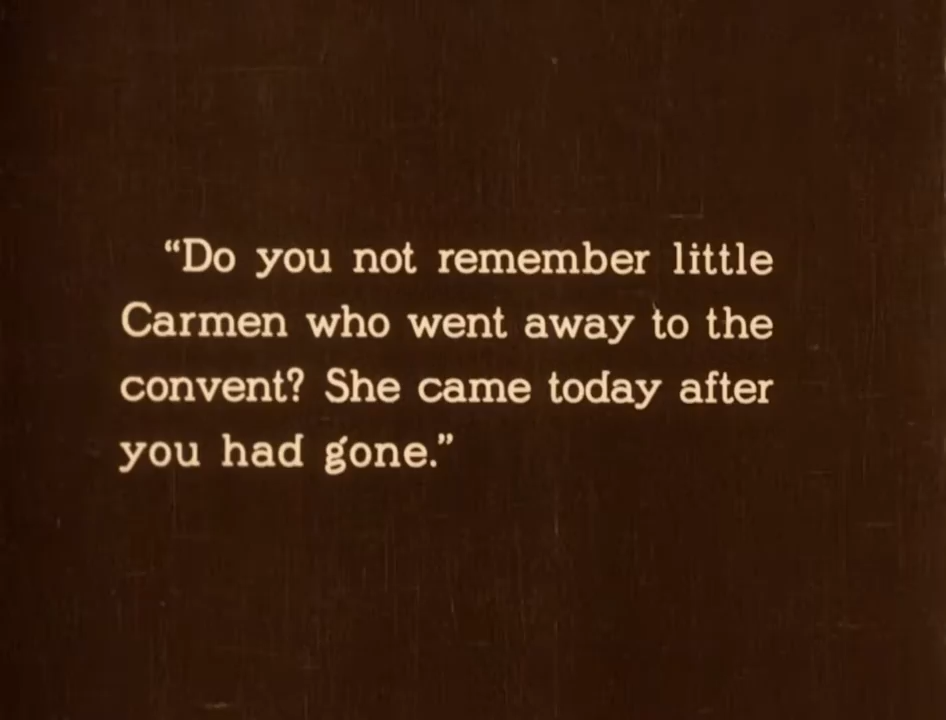 “Do you not remember little
Carmen who went away to the
convent? She came today after
you had gone.”